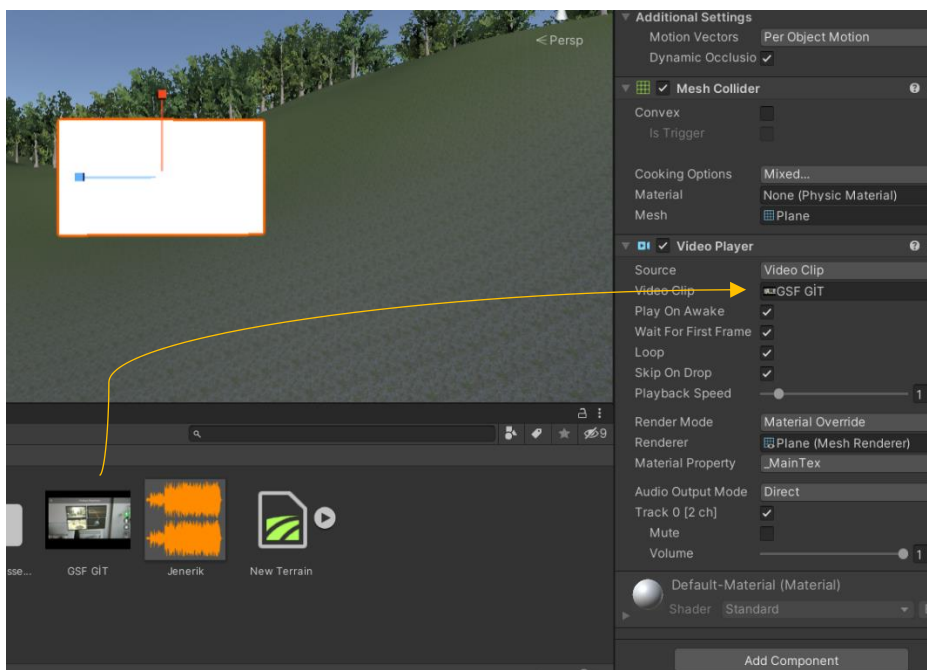 Persp
Additional Settings
Motion Vectors Per Object Motion
Dynamic Occlusio
Mesh Collider
Convex
Is Trigger
Cooking Options Mixed...
Material None (Physic Material)
Mesh Plane
Video Player
Source Video Clip
Video Clip GSF GİT
Play On Awake
Wait For First Frame
Loop
Skip On Drop
Playback Speed 1
Render Mode Material Override
Renderer Plane (Mesh Renderer)
Material Property _MainTex
Audio Output Mode Direct
Track 0 [2 ch]
Mute
Volume 1
Default-Material (Material)
Shader Standard
Add Component
9
sse... GSF GİT Jenerik New Terrain